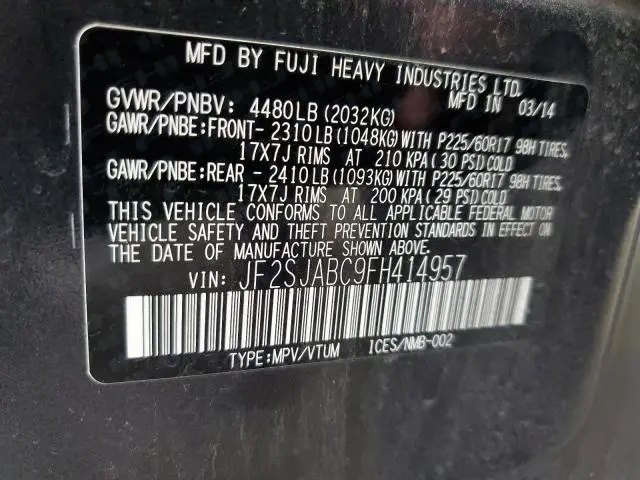 MFD BY FUJI HEAVY INDUSTRIES LTD.
MFD IN 03/14
GVWR/PNBV: 4480LB(2032KG)
GAWR/PNBE:FRONT- 2310LB(1048KG)WITH P225/60R17 98H TIRES,
17X7J RIMS AT 210 KPA(30 PSI)COLD
GAWR/PNBE:REAR - 2410LB(1093KG)WITH P225/60R17 98H TIRES,
17X7J RIMS AT 200 KPA(29 PSI)COLD
THIS VEHICLE CONFORMS TO ALL APPLICABLE FEDERAL MOTOR
VEHICLE SAFETY AND THEFT PREVENTION STANDARDS IN EFFECT ON
THE DATE OF MANUFACTURE SHOWN ABOVE.
VIN: JF2SJABC9FH414957
TYPE:MPV/VTUM ICES/NMB-002